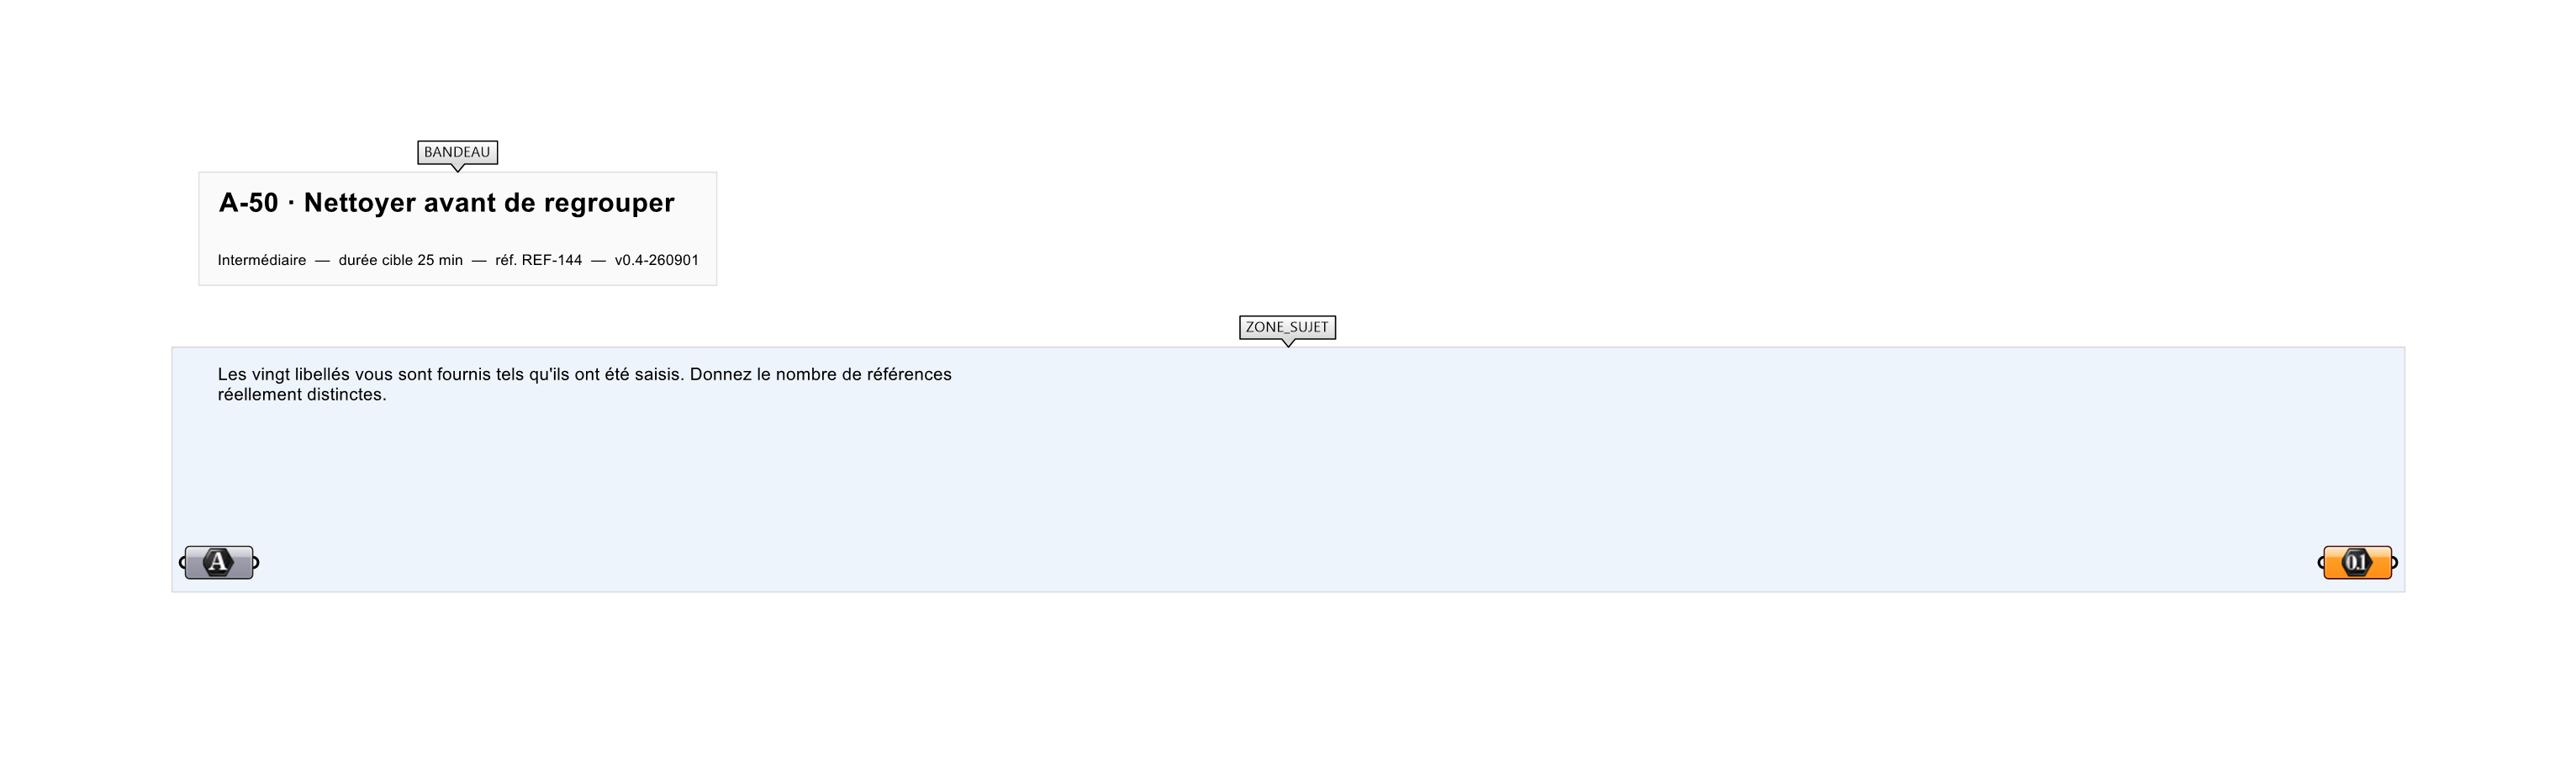 BANDEAU
A-50 · Nettoyer avant de regrouper
Intermédiaire — durée cible 25 min — réf. REF-144 — v0.4-260901
ZONE_SUJET
Les vingt libellés vous sont fournis tels qu'ils ont été saisis. Donnez le nombre de références
réellement distinctes.
A
0.1